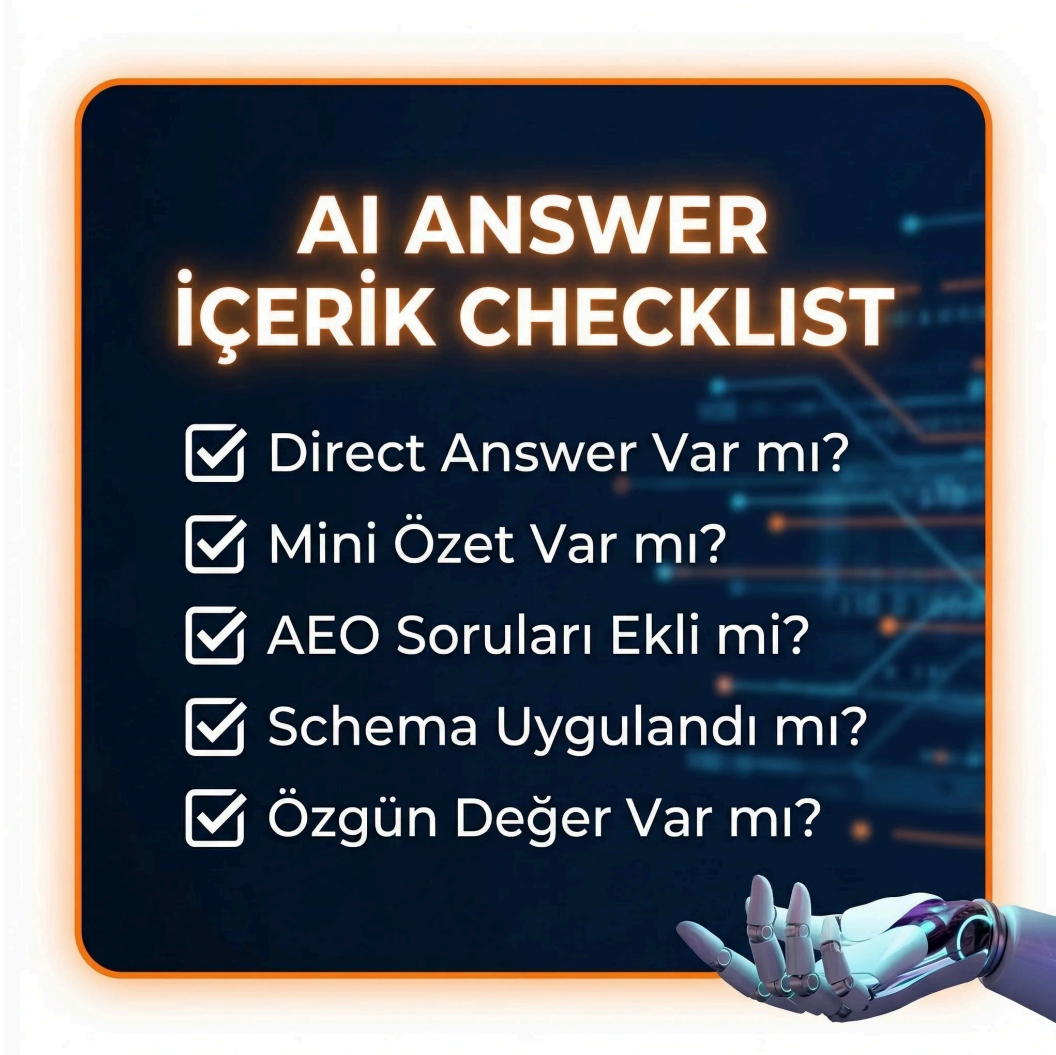 AI ANSWER
İÇERİK CHECKLIST
Direct Answer Var mı?
Mini Özet Var mı?
AEO Soruları Ekli mi?
Schema Uygulandı mı?
Özgün Değer Var mı?